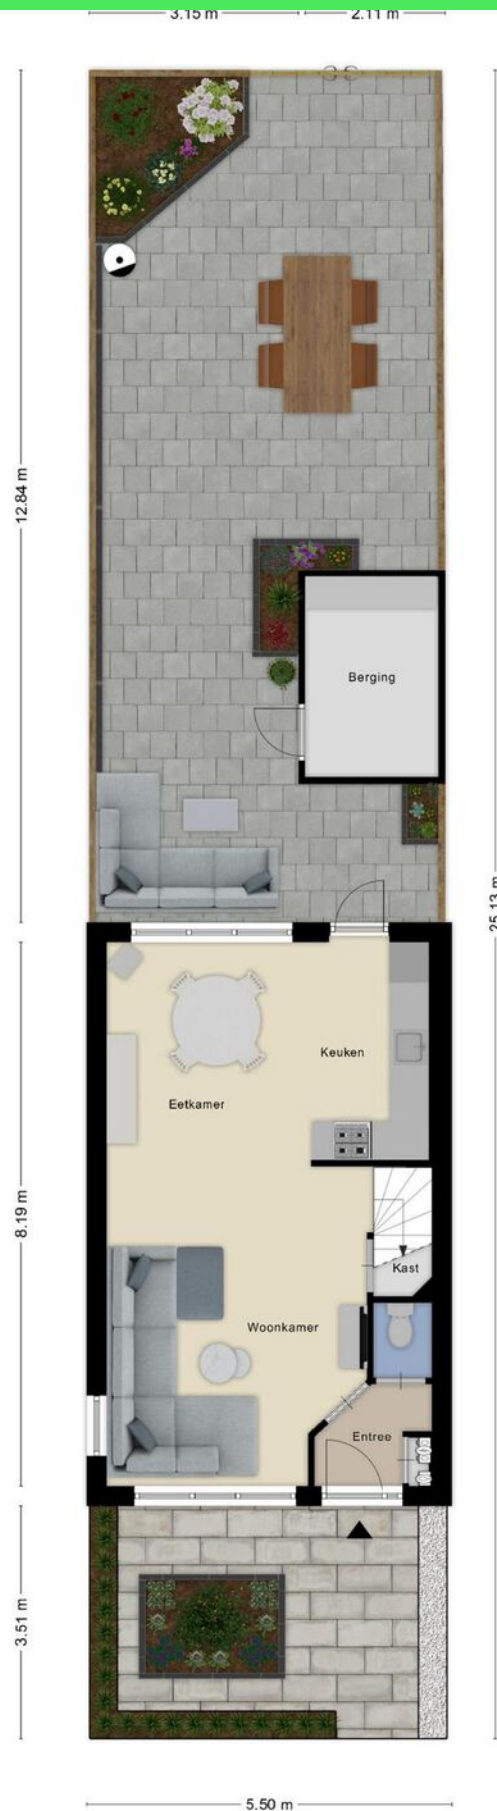 3.15 m 2.11 m
12.84 m
Berging
25.13 m
Keuken
Eetkamer
8.19 m
Kast
Woonkamer
Entree
3.51 m
5.50 m